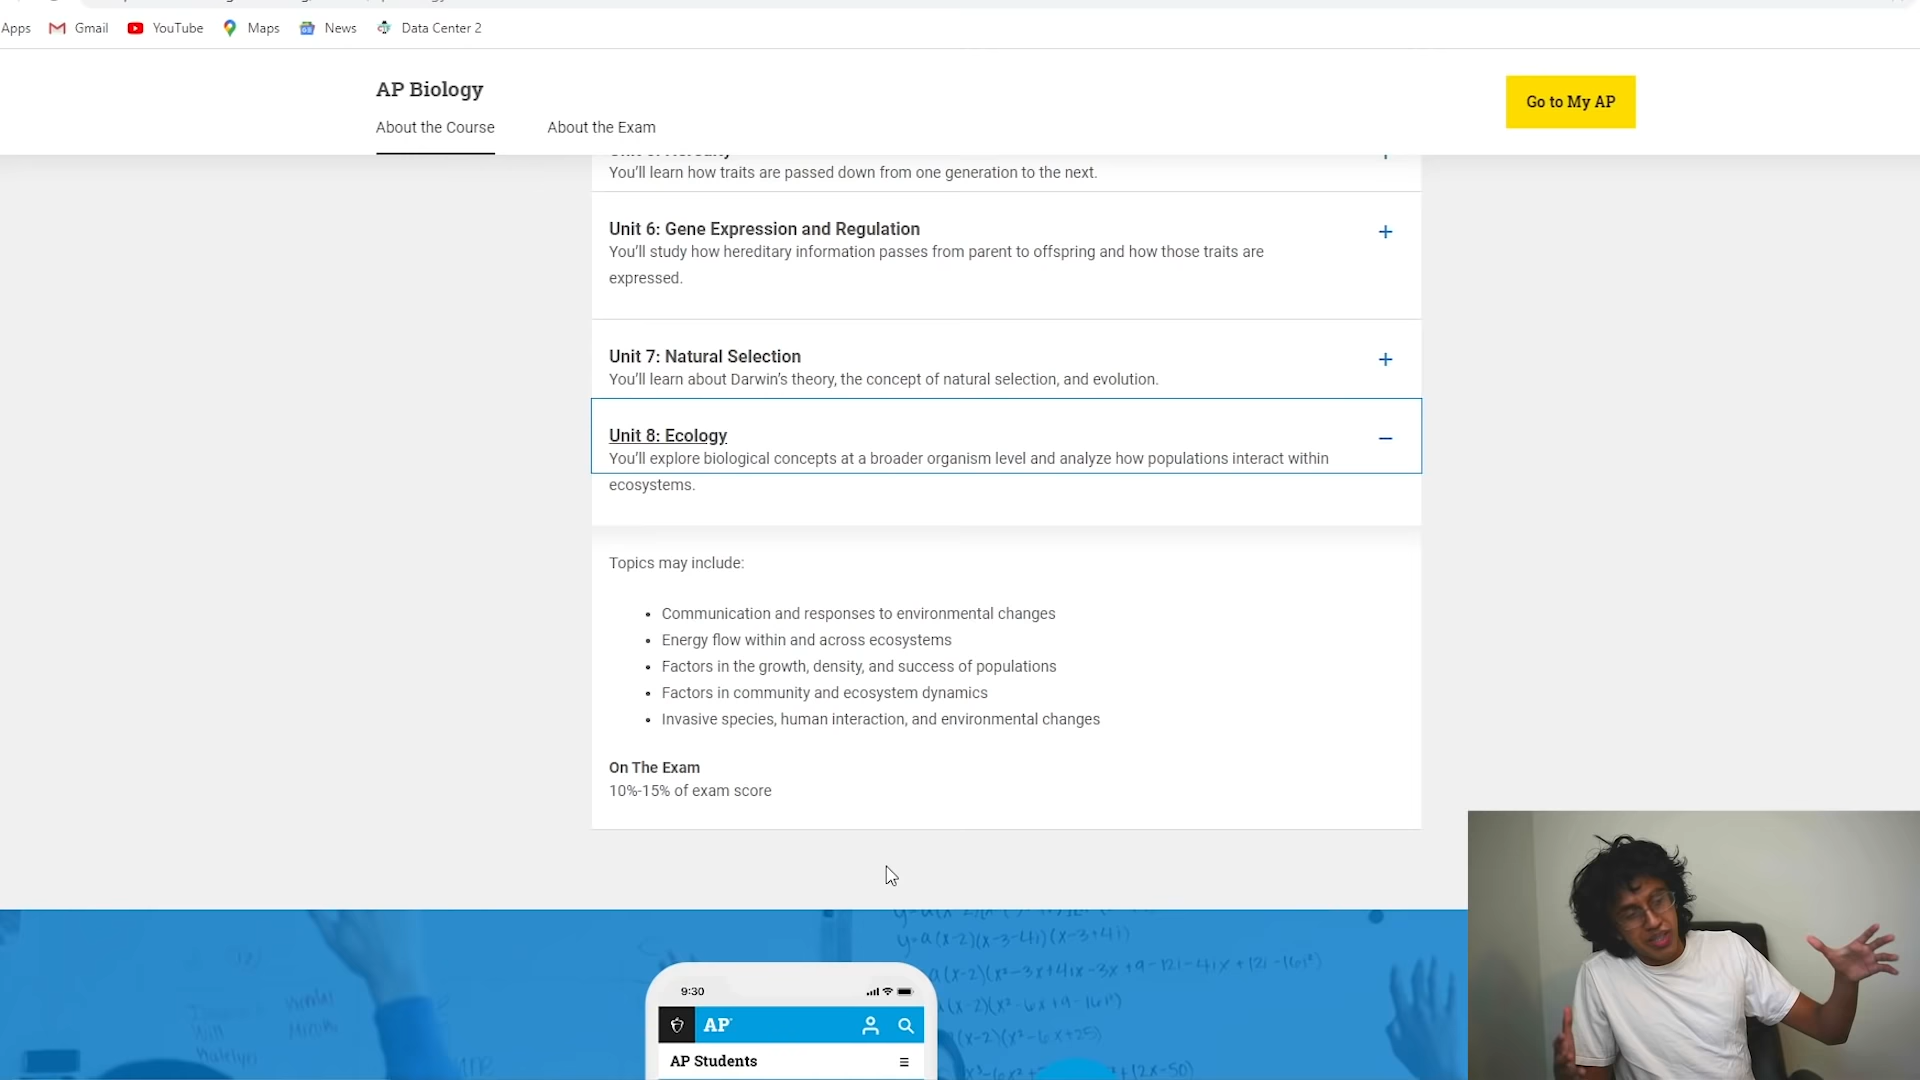 Apps
Gmail
YouTube
Maps
News
Data Center 2
AP Biology
Go to My AP
About the Course
About the Exam
You’ll learn how traits are passed down from one generation to the next.
Unit 6: Gene Expression and Regulation
+
You’ll study how hereditary information passes from parent to offspring and how those traits are
expressed.
Unit 7: Natural Selection
+
You’ll learn about Darwin’s theory, the concept of natural selection, and evolution.
Unit 8: Ecology
–
You’ll explore biological concepts at a broader organism level and analyze how populations interact within
ecosystems.
Topics may include:
• Communication and responses to environmental changes
• Energy flow within and across ecosystems
• Factors in the growth, density, and success of populations
• Factors in community and ecosystem dynamics
• Invasive species, human interaction, and environmental changes
On The Exam
10%-15% of exam score
9:30
AP
AP Students